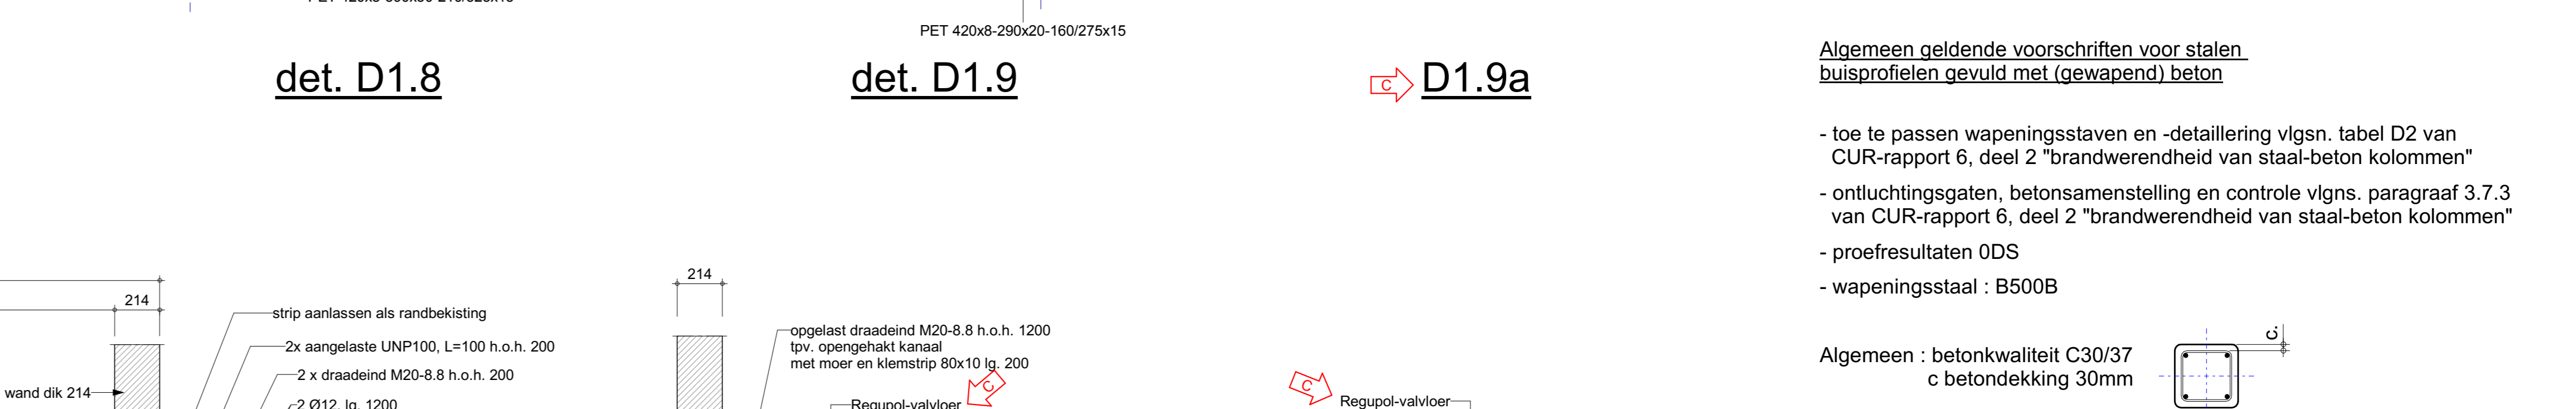 PET 420x8-290x20-160/275x15
det. D1.8
det. D1.9
C
D1.9a
Algemeen geldende voorschriften voor stalen
buisprofielen gevuld met (gewapend) beton
- toe te passen wapeningsstaven en -detaillering vlgsn. tabel D2 van
CUR-rapport 6, deel 2 "brandwerendheid van staal-beton kolommen"
- ontluchtingsgaten, betonsamenstelling en controle vlgns. paragraaf 3.7.3
van CUR-rapport 6, deel 2 "brandwerendheid van staal-beton kolommen"
- proefresultaten 0DS
- wapeningsstaal : B500B
Algemeen : betonkwaliteit C30/37
c betondekking 30mm
c.
214
strip aanlassen als randbekisting
2x aangelaste UNP100, L=100 h.o.h. 200
2 x draadeind M20-8.8 h.o.h. 200
wand dik 214
2 Ø12, lg. 1200
214
opgelast draadeind M20-8.8 h.o.h. 1200
tpv. opengehakt kanaal
met moer en klemstrip 80x10 lg. 200
C
Regupol-valvloer
C
Regupol-valvloer